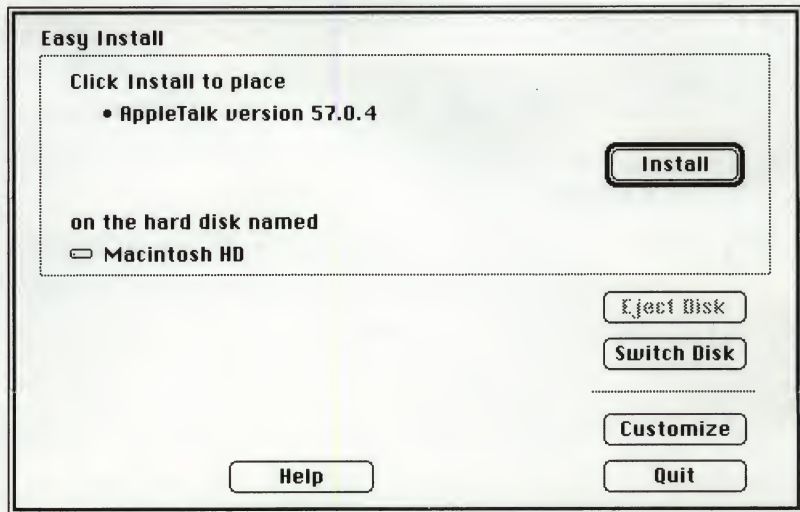 Easy Install
Click Install to place
• AppleTalk version 57.0.4
Install
on the hard disk named
Macintosh HD
Eject Disk
Switch Disk
Customize
Help
Quit